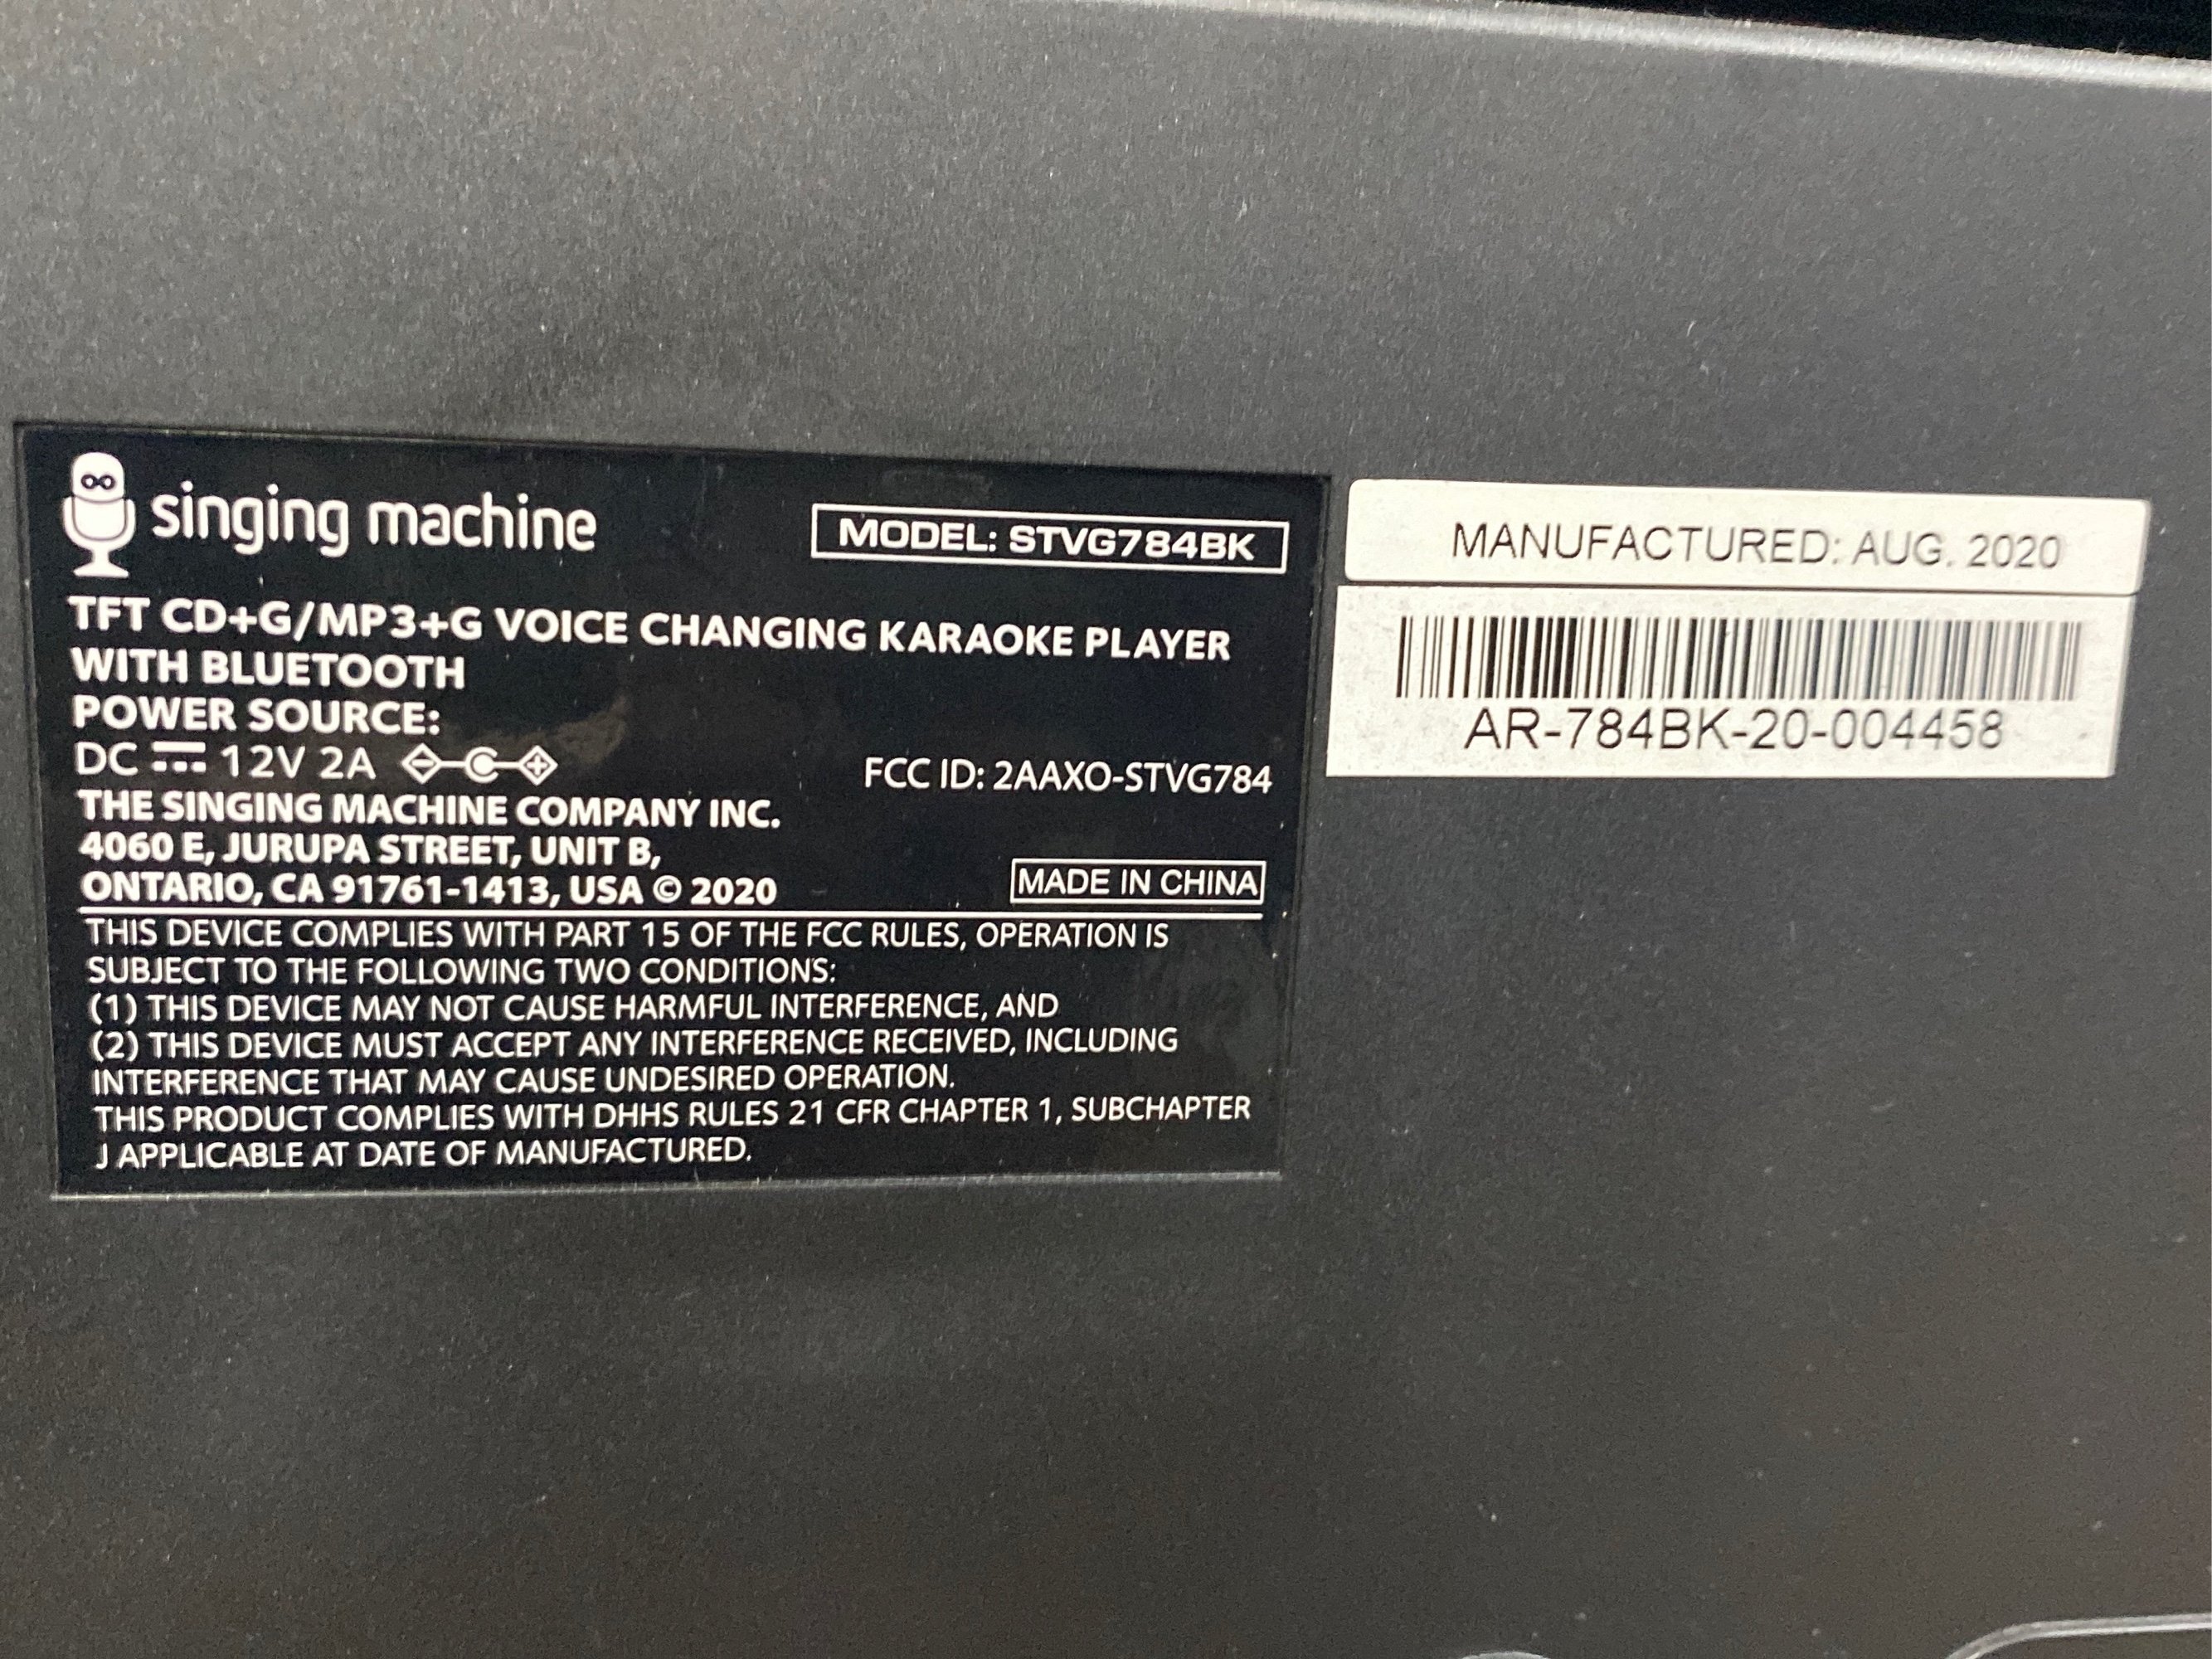 singing machine
MODEL: STVG784BK
TFT CD+G/MP3+G VOICE CHANGING KARAOKE PLAYER
WITH BLUETOOTH
POWER SOURCE:
DC 12V 2A
FCC ID: 2AAXO-STVG784
THE SINGING MACHINE COMPANY INC.
4060 E, JURUPA STREET, UNIT B,
ONTARIO, CA 91761-1413, USA © 2020
MADE IN CHINA
THIS DEVICE COMPLIES WITH PART 15 OF THE FCC RULES, OPERATION IS
SUBJECT TO THE FOLLOWING TWO CONDITIONS:
(1) THIS DEVICE MAY NOT CAUSE HARMFUL INTERFERENCE, AND
(2) THIS DEVICE MUST ACCEPT ANY INTERFERENCE RECEIVED, INCLUDING
INTERFERENCE THAT MAY CAUSE UNDESIRED OPERATION.
THIS PRODUCT COMPLIES WITH DHHS RULES 21 CFR CHAPTER 1, SUBCHAPTER
J APPLICABLE AT DATE OF MANUFACTURED.
MANUFACTURED: AUG. 2020
AR-784BK-20-004458